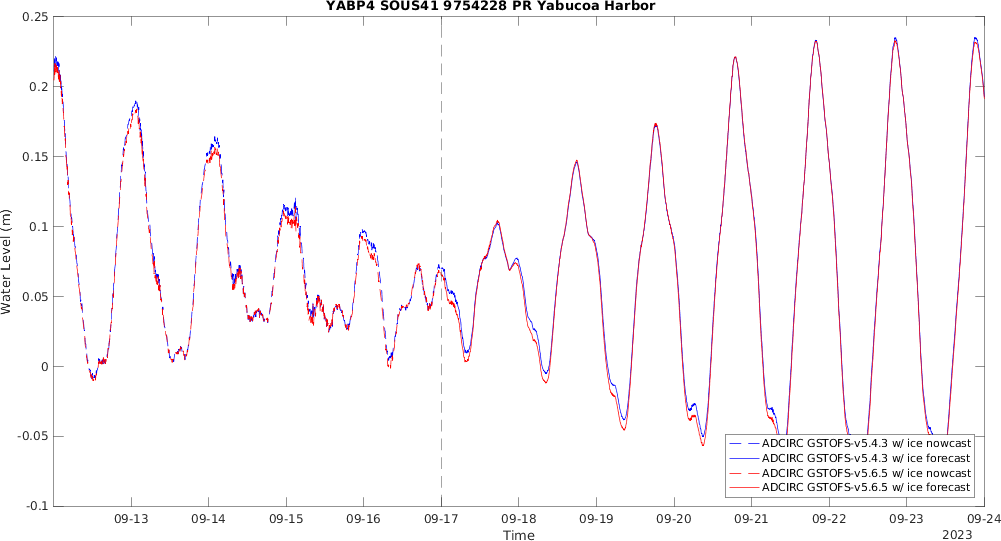 YABP4 SOUS41 9754228 PR Yabucoa Harbor
0.25
0.2
0.15
0.1
0.05
0
-0.05
-0.1
Water Level (m)
ADCIRC GSTOFS-v5.4.3 w/ ice nowcast
ADCIRC GSTOFS-v5.4.3 w/ ice forecast
ADCIRC GSTOFS-v5.6.5 w/ ice nowcast
ADCIRC GSTOFS-v5.6.5 w/ ice forecast
09-13 09-14 09-15 09-16 09-17 09-18 09-19 09-20 09-21 09-22 09-23 09-24
Time
2023